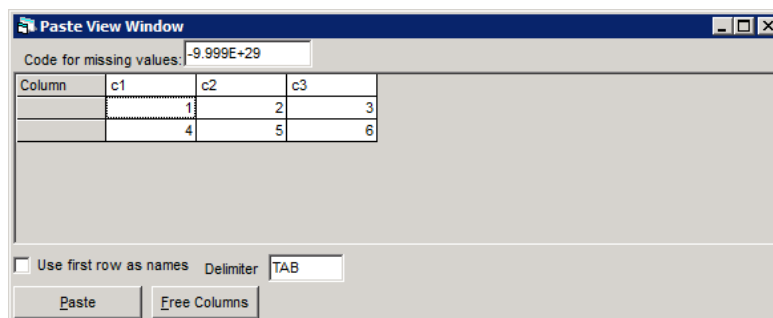 Paste View Window
Code for missing values: -9.999E+29
Column c1 c2 c3
1 2 3
4 5 6
Use first row as names Delimiter TAB
Paste Free Columns